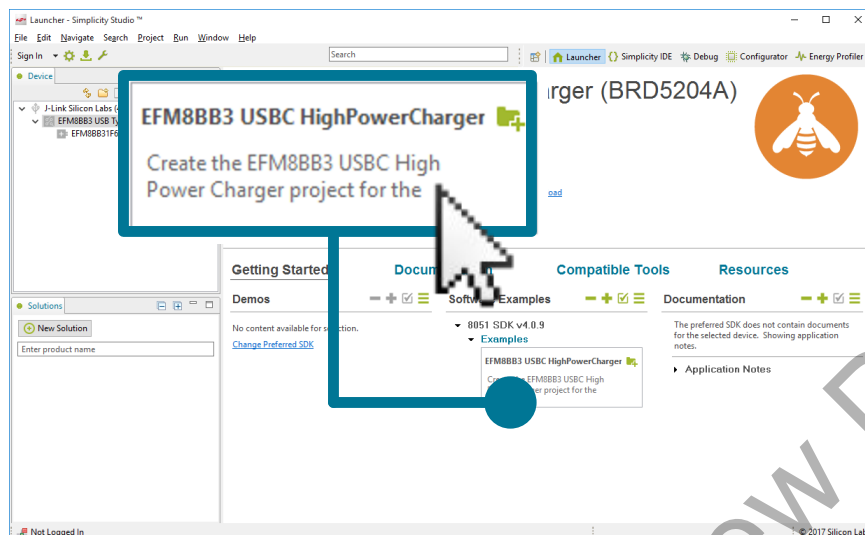 Launcher - Simplicity Studio ™
File Edit Navigate Search Project Run Window Help
Sign In
Search
Launcher
Simplicity IDE
Debug
Configurator
Energy Profiler
Device
J-Link Silicon Labs
EFM8BB3 USB
EFM8BB31F6
(BRD5204A)
EFM8BB3 USBC HighPowerCharger
Create the EFM8BB3 USBC High
Power Charger project for the
Getting Started
Compatible Tools
Resources
Demos
No content available for
Change Preferred SDK
Examples
8051 SDK v4.0.9
Examples
EFM8BB3 USBC HighPowerCharger
EFM8BB3 USBC High
project for the
Documentation
The preferred SDK does not contain documents
for the selected device. Showing application
notes.
Application Notes
Solutions
New Solution
Enter product name
Not Logged In
© 2017 Silicon Lab